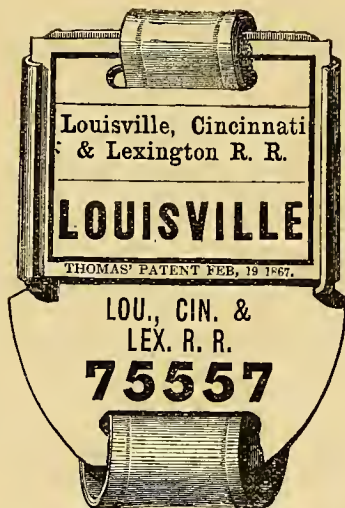 Louisville, Cincinnati
& Lexington R. R.
LOUISVILLE
THOMAS' PATENT FEB, 19 1867.
LOU., CIN. &
LEX. R. R.
75557